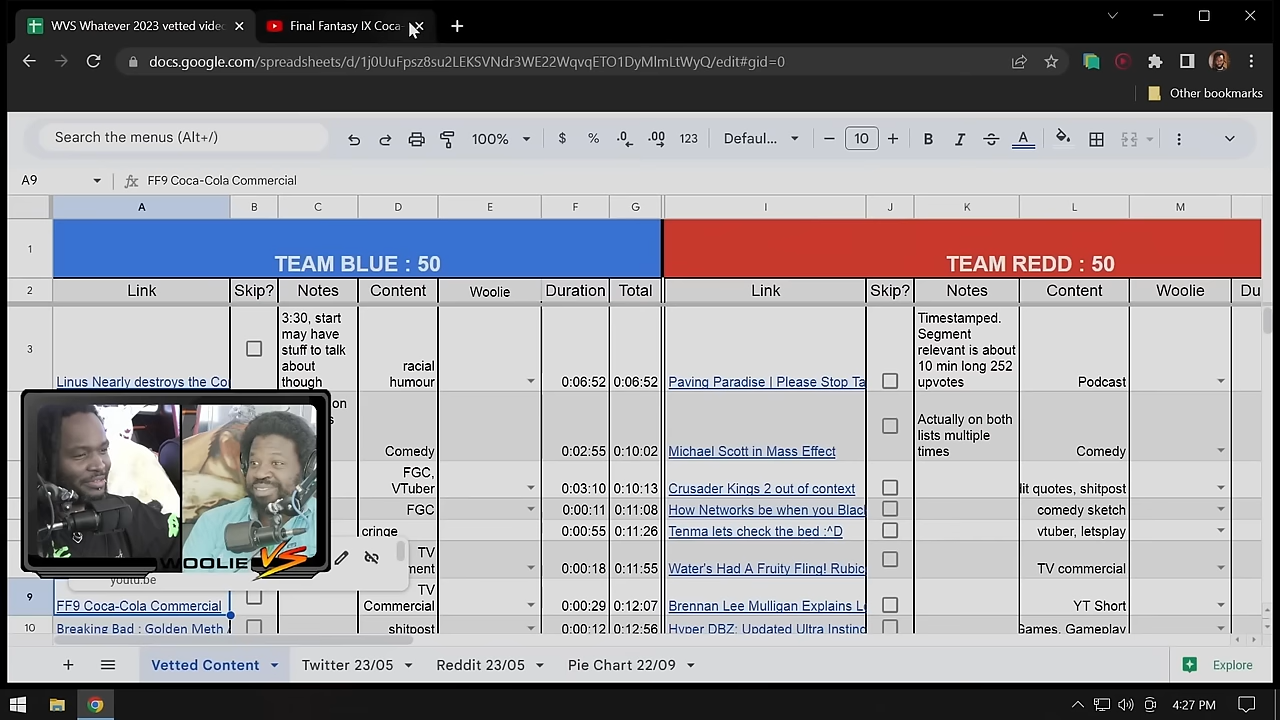 WVS Whatever 2023 vetted vide
Final Fantasy IX Coca-
docs.google.com/spreadsheets/d/1j0UuFpsz8su2LEKSVNdr3WE22WqvqETO1DyMlmLtWyQ/edit#gid=0
Other bookmarks
Search the menus (Alt+/)
100%
$
%
.0
.00
123
Defaul...
10
B
I
A
A9
fx
FF9 Coca-Cola Commercial
A B C D E F G I J K L M
1
TEAM BLUE : 50
TEAM REDD : 50
2 Link Skip? Notes Content Woolie Duration Total Link Skip? Notes Content Woolie Du
3
3:30, start
may have
stuff to talk
about
though
racial
humour
Linus Nearly destroys the Co
0:06:52 0:06:52
Paving Paradise | Please Stop Ta
Timestamped.
Segment
relevant is about
10 min long 252
upvotes
Podcast
on
s
Comedy
0:02:55 0:10:02
Michael Scott in Mass Effect
Actually on both
lists multiple
times
Comedy
FGC,
VTuber
0:03:10 0:10:13
Crusader Kings 2 out of context
lit quotes, shitpost
FGC
0:00:11 0:11:08
How Networks be when you Blac
comedy sketch
cringe
0:00:55 0:11:26
Tenma lets check the bed :^D
vtuber, letsplay
TV
ment
0:00:18 0:11:55
Water's Had A Fruity Fling! Rubic
TV commercial
WOOLIE VS
youtu.be
9
FF9 Coca-Cola Commercial
TV
Commercial
0:00:29 0:12:07
Brennan Lee Mulligan Explains L
YT Short
10
Breaking Bad : Golden Meth
shitpost
0:00:12 0:12:56
Hyper DBZ: Updated Ultra Instinc
Games, Gameplay
Vetted Content
Twitter 23/05
Reddit 23/05
Pie Chart 22/09
Explore
4:27 PM